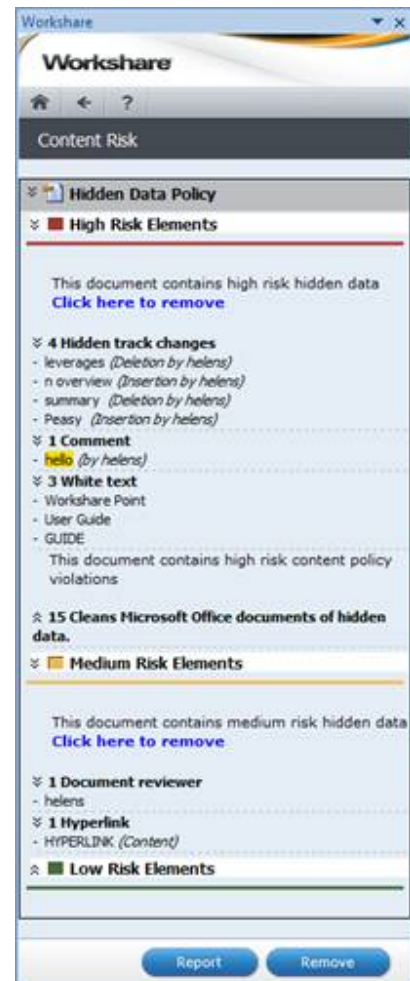 Workshare
Workshare
?
Content Risk
Hidden Data Policy
High Risk Elements
This document contains high risk hidden data
Click here to remove
4 Hidden track changes
- leverages (Deletion by helens)
- n overview (Insertion by helens)
- summary (Deletion by helens)
- Peasy (Insertion by helens)
1 Comment
- hello (by helens)
3 White text
- Workshare Point
- User Guide
- GUIDE
This document contains high risk content policy
violations
15 Cleans Microsoft Office documents of hidden
data.
Medium Risk Elements
This document contains medium risk hidden data
Click here to remove
1 Document reviewer
- helens
1 Hyperlink
- HYPERLINK (Content)
Low Risk Elements
Report Remove